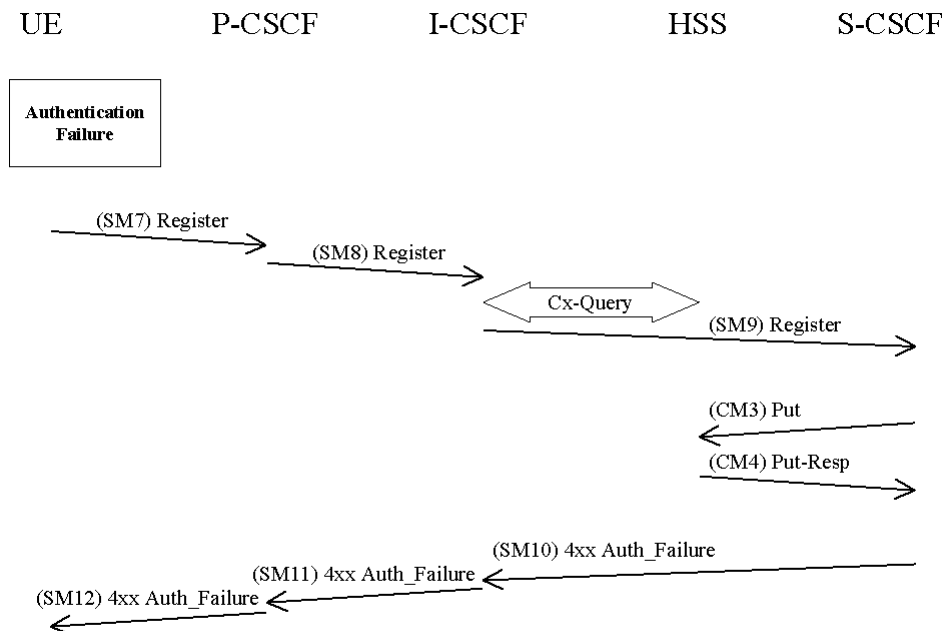 UE P-CSCF I-CSCF HSS S-CSCF
Authentication
Failure
(SM7) Register
(SM8) Register
Cx-Query
(SM9) Register
(CM3) Put
(CM4) Put-Resp
(SM10) 4xx Auth_Failure
(SM11) 4xx Auth_Failure
(SM12) 4xx Auth_Failure